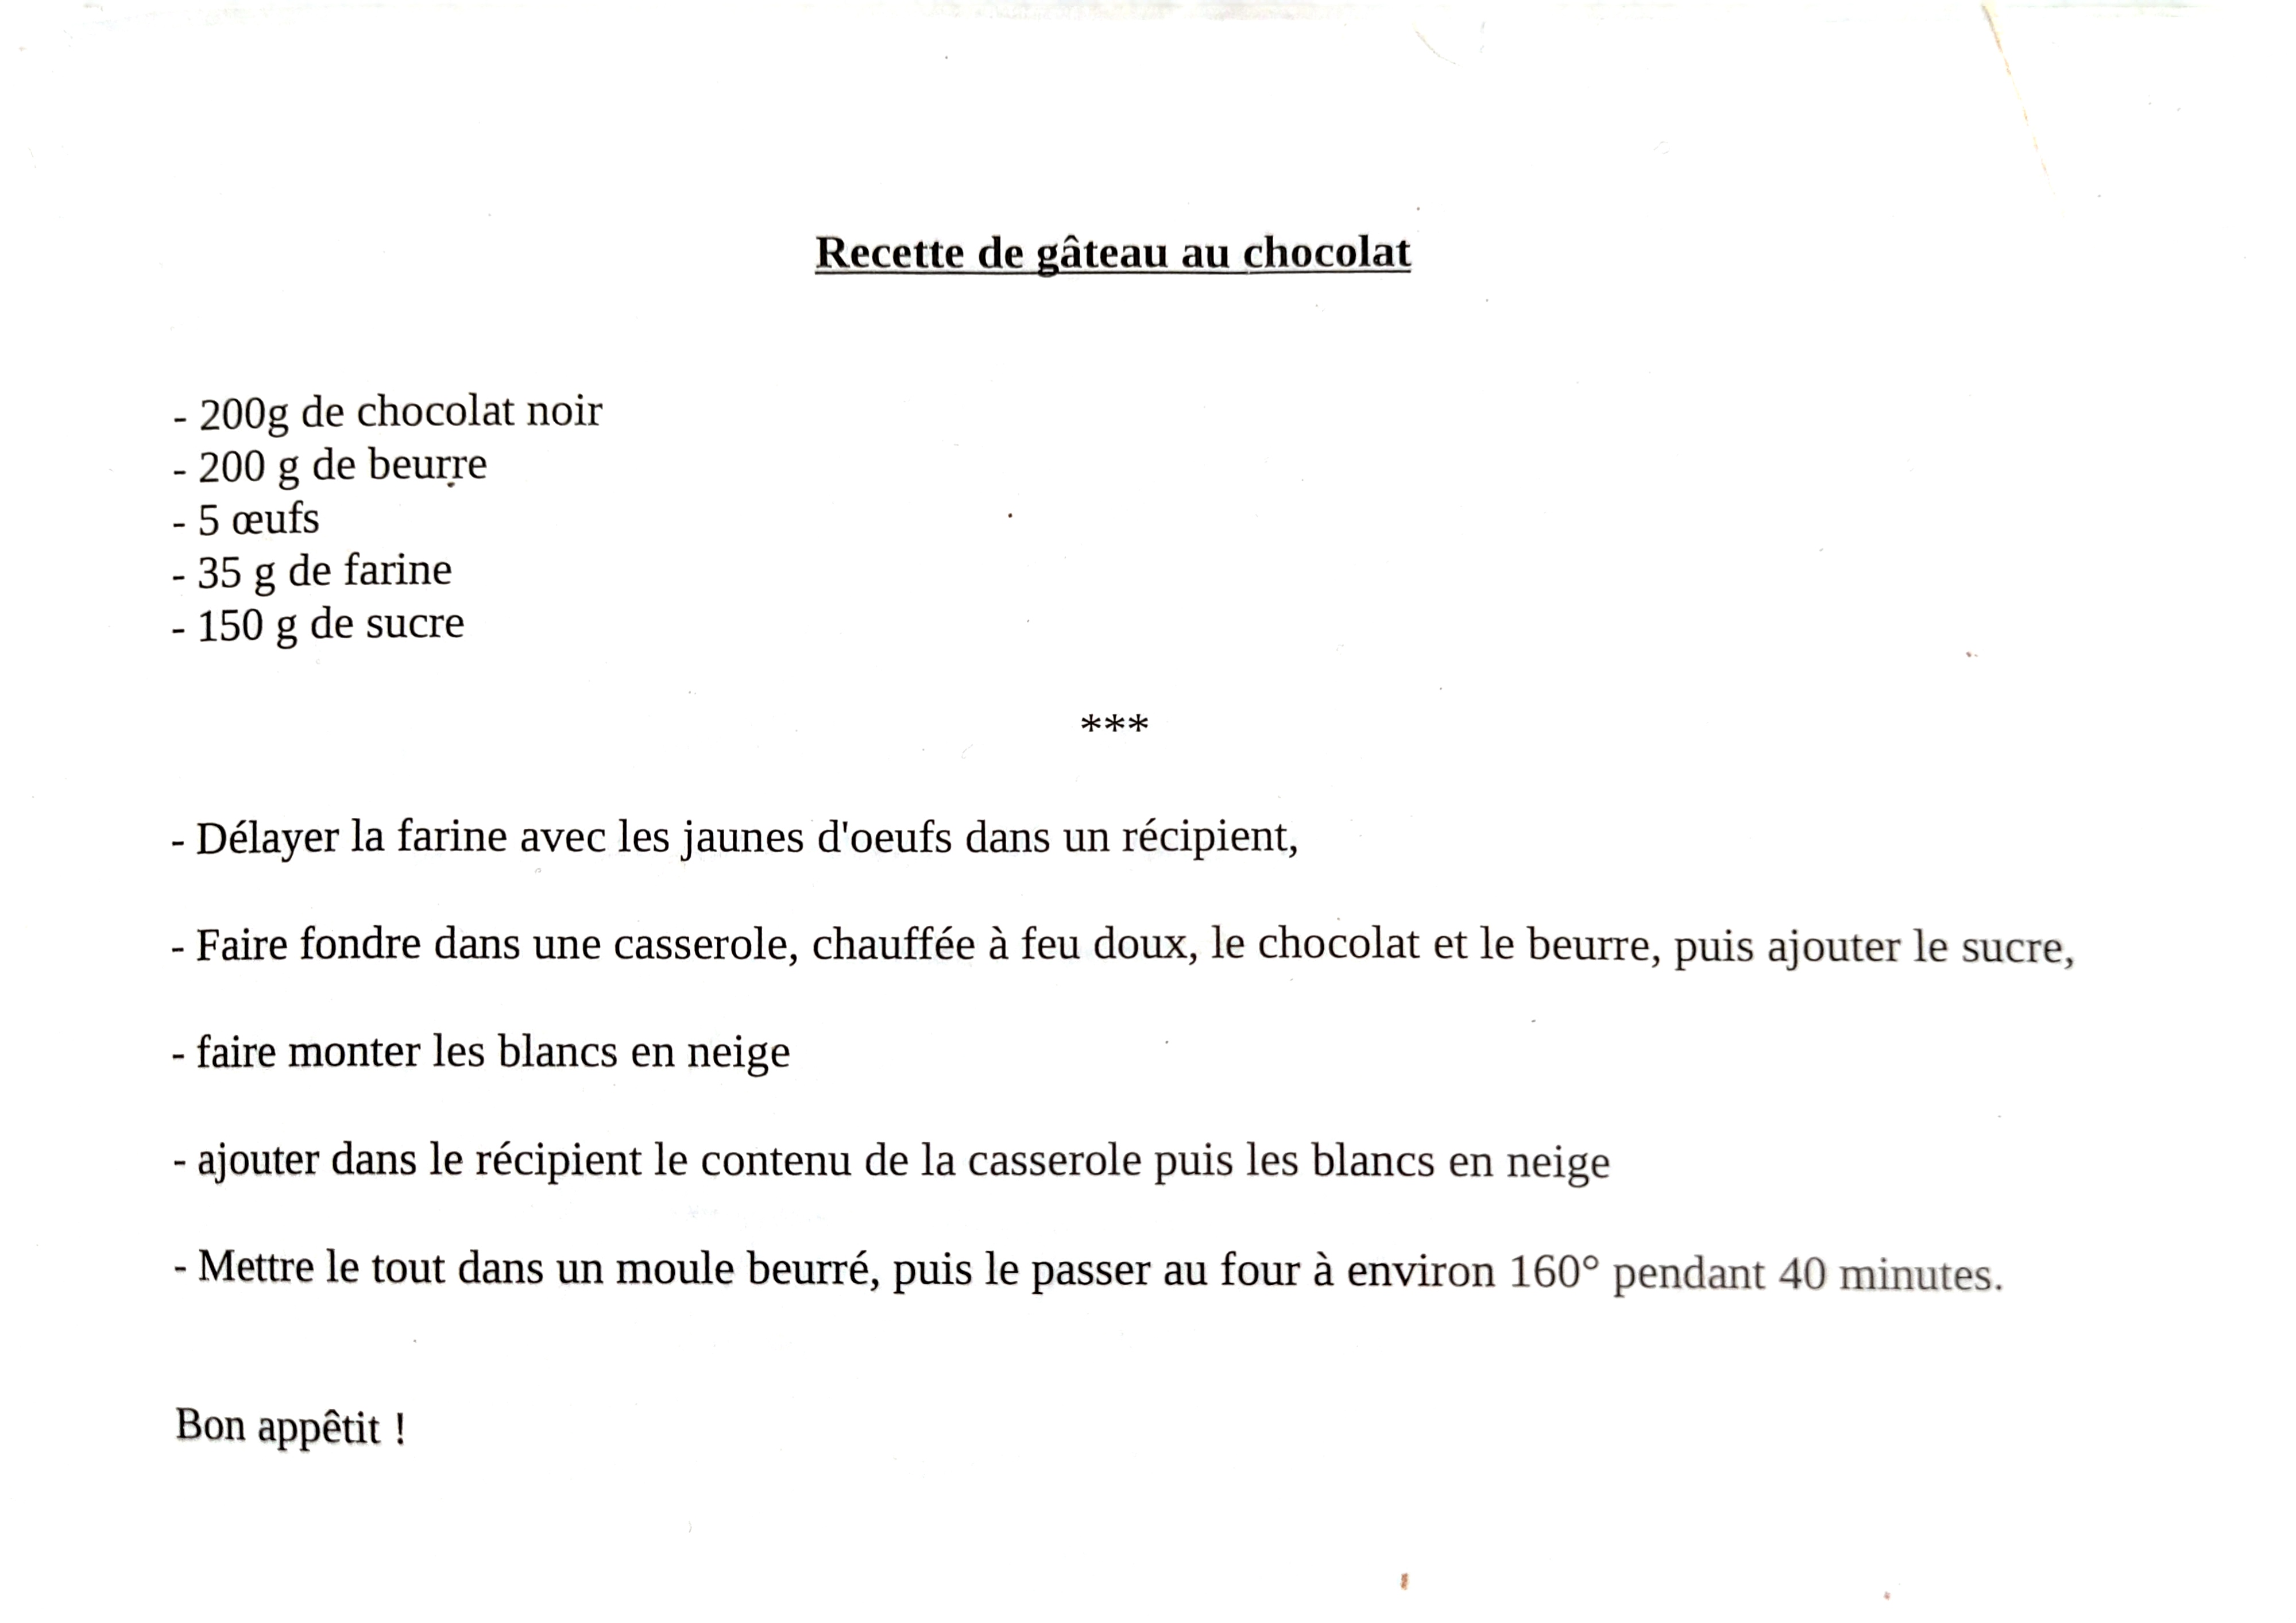 Recette de gâteau au chocolat
- 200g de chocolat noir
- 200 g de beurre
- 5 œufs
- 35 g de farine
- 150 g de sucre
***
- Délayer la farine avec les jaunes d'oeufs dans un récipient,
- Faire fondre dans une casserole, chauffée à feu doux, le chocolat et le beurre, puis ajouter le sucre,
- faire monter les blancs en neige
- ajouter dans le récipient le contenu de la casserole puis les blancs en neige
- Mettre le tout dans un moule beurré, puis le passer au four à environ 160° pendant 40 minutes.
Bon appêtit !